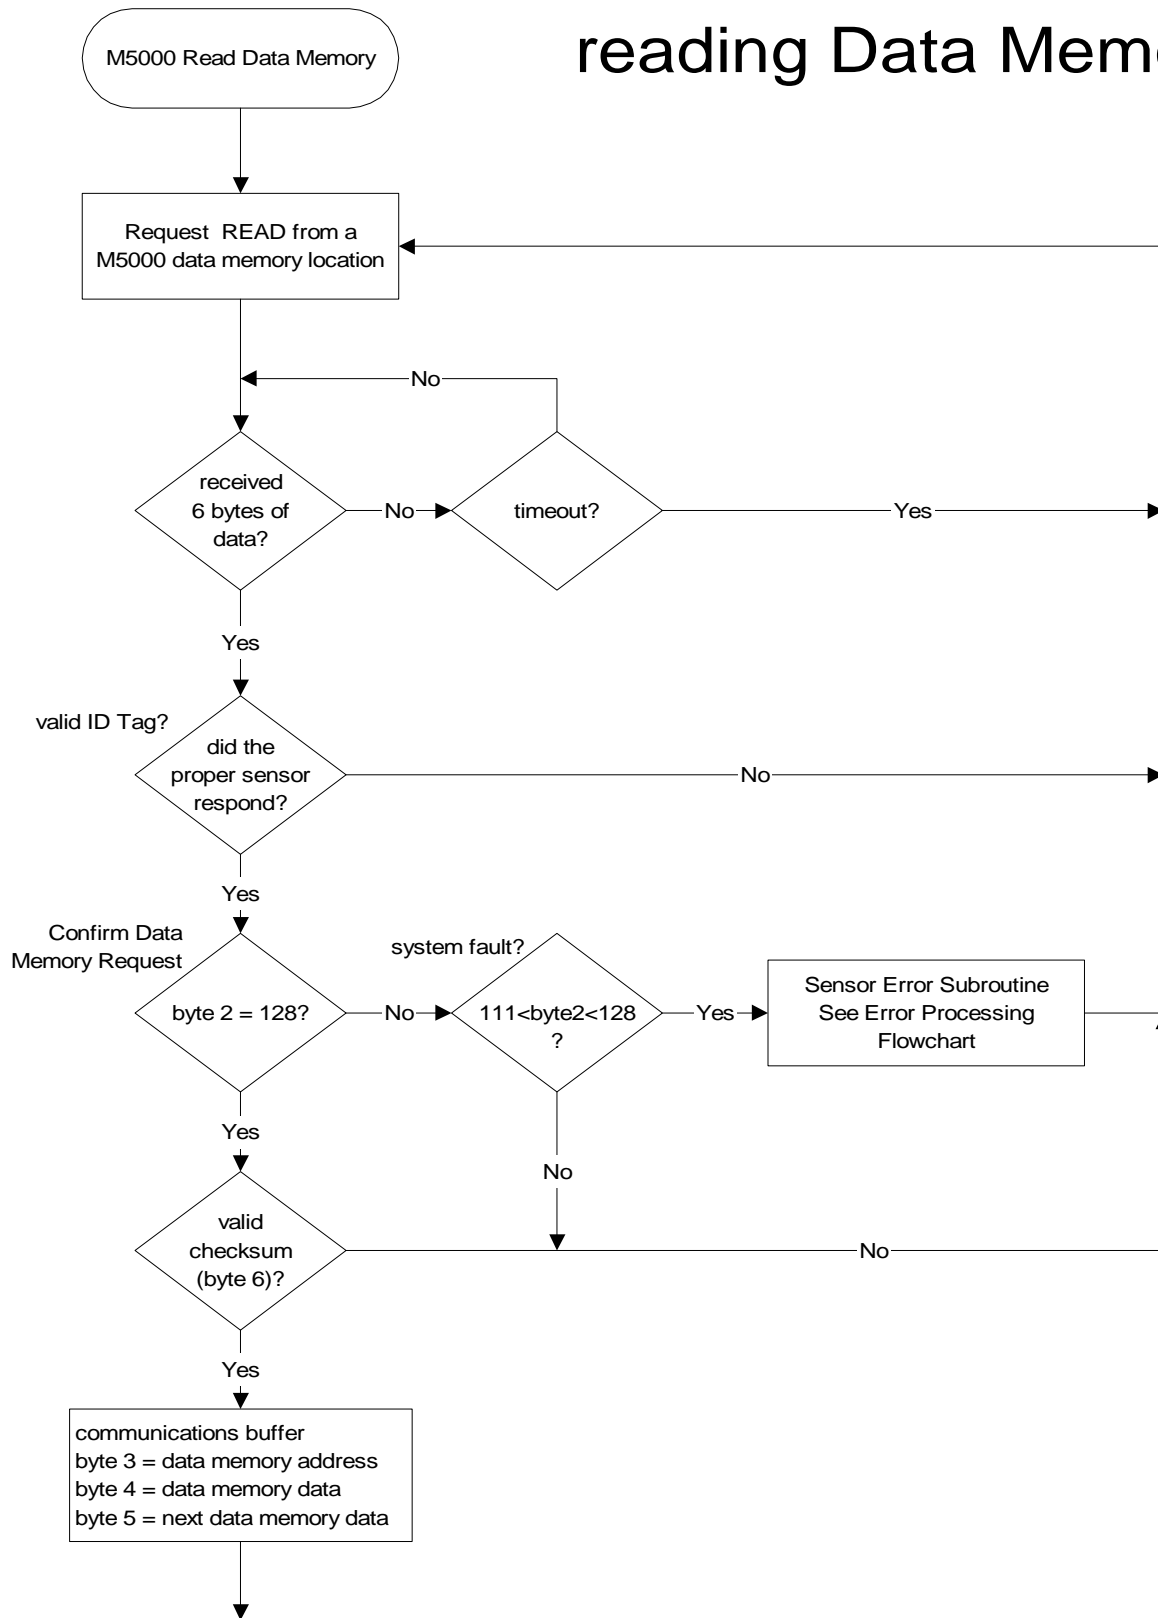 reading Data Mem
M5000 Read Data Memory
Request READ from a
M5000 data memory location
No
received
6 bytes of
data?
No
timeout?
Yes
Yes
valid ID Tag?
did the
proper sensor
respond?
No
Yes
Confirm Data
Memory Request
byte 2 = 128?
No
system fault?
111<byte2<128
?
Yes
Sensor Error Subroutine
See Error Processing
Flowchart
Yes
No
valid
checksum
(byte 6)?
No
Yes
communications buffer
byte 3 = data memory address
byte 4 = data memory data
byte 5 = next data memory data